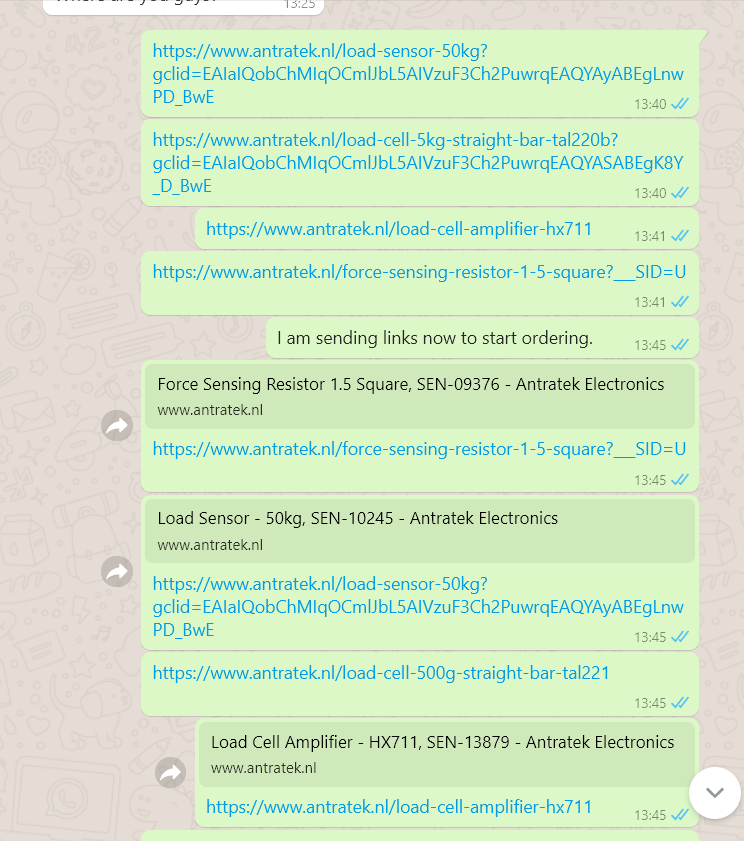 13:25
https://www.antratek.nl/load-sensor-50kg?
gclid=EAIaIQobChMIqOCmlJbL5AIVzuF3Ch2PuwrqEAQYAyABEgLnw
PD_BwE
13:40
https://www.antratek.nl/load-cell-5kg-straight-bar-tal220b?
gclid=EAIaIQobChMIqOCmlJbL5AIVzuF3Ch2PuwrqEAQYASABEgK8Y
_D_BwE
13:40
https://www.antratek.nl/load-cell-amplifier-hx711
13:41
https://www.antratek.nl/force-sensing-resistor-1-5-square?___SID=U
13:41
I am sending links now to start ordering.
13:45
Force Sensing Resistor 1.5 Square, SEN-09376 - Antratek Electronics
www.antratek.nl
https://www.antratek.nl/force-sensing-resistor-1-5-square?___SID=U
13:45
Load Sensor - 50kg, SEN-10245 - Antratek Electronics
www.antratek.nl
https://www.antratek.nl/load-sensor-50kg?
gclid=EAIaIQobChMIqOCmlJbL5AIVzuF3Ch2PuwrqEAQYAyABEgLnw
PD_BwE
13:45
https://www.antratek.nl/load-cell-500g-straight-bar-tal221
13:45
Load Cell Amplifier - HX711, SEN-13879 - Antratek Electronics
www.antratek.nl
https://www.antratek.nl/load-cell-amplifier-hx711
13:45